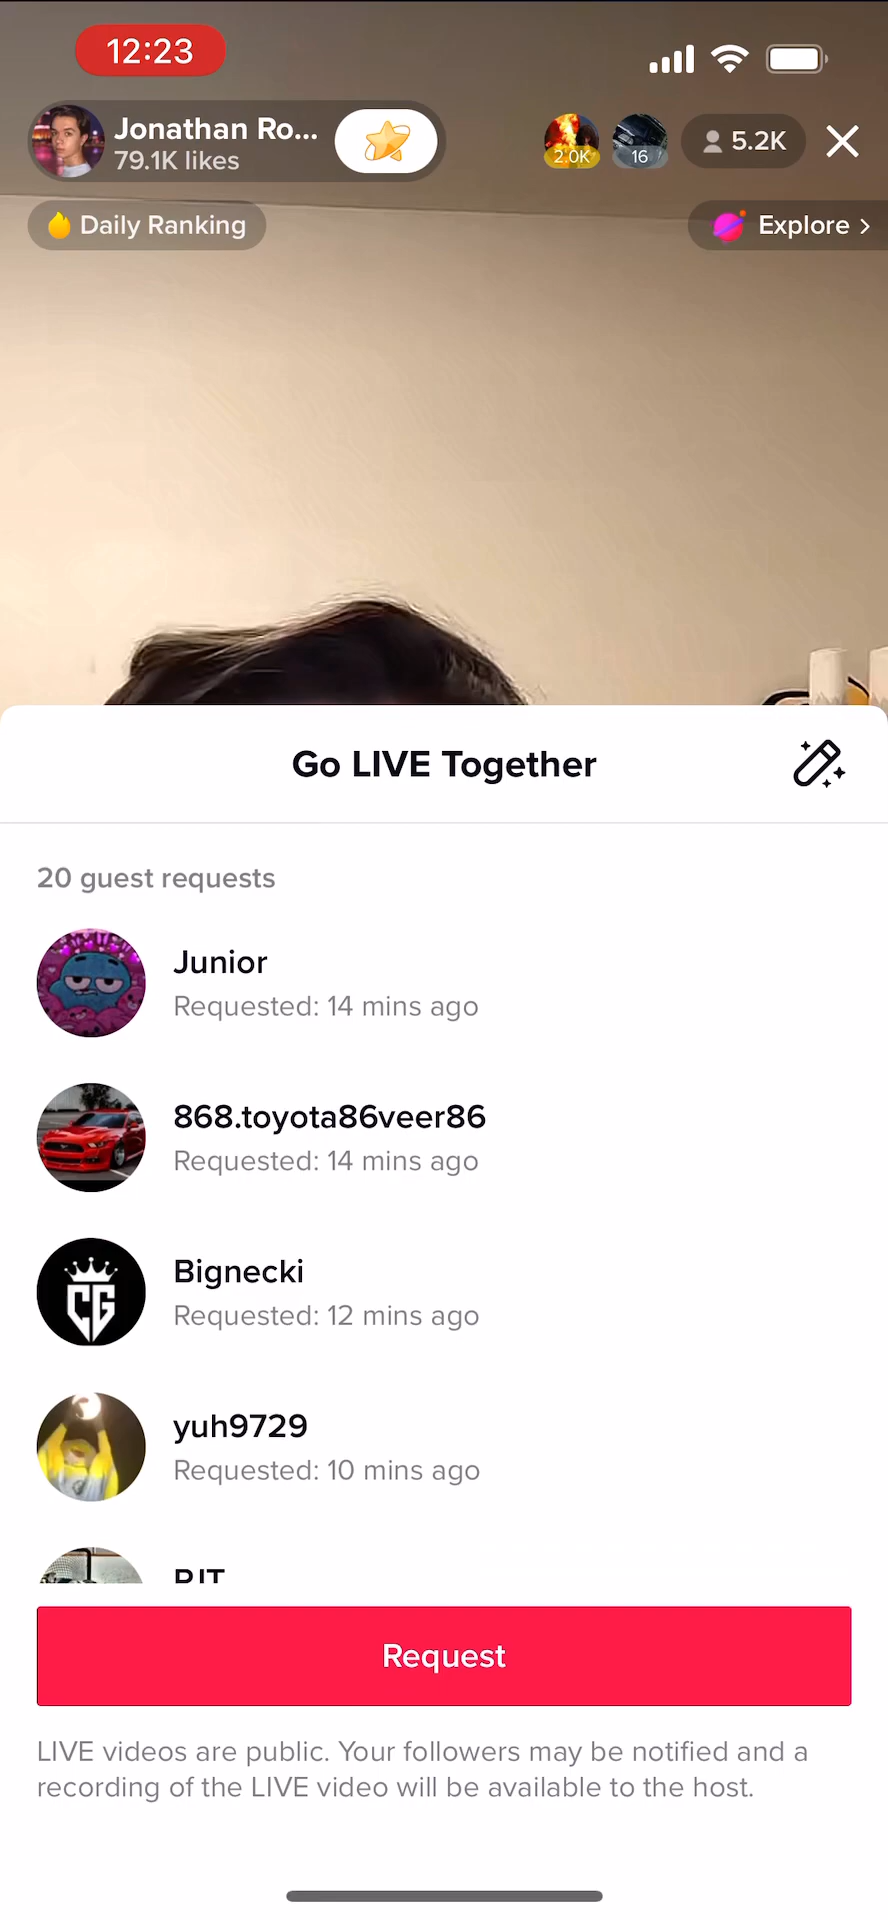 12:23
Jonathan Ro...
79.1K likes
2.0K
16
5.2K
Daily Ranking
Explore >
Go LIVE Together
20 guest requests
Junior
Requested: 14 mins ago
868.toyota86veer86
Requested: 14 mins ago
CG
Bignecki
Requested: 12 mins ago
yuh9729
Requested: 10 mins ago
Request
LIVE videos are public. Your followers may be notified and a
recording of the LIVE video will be available to the host.